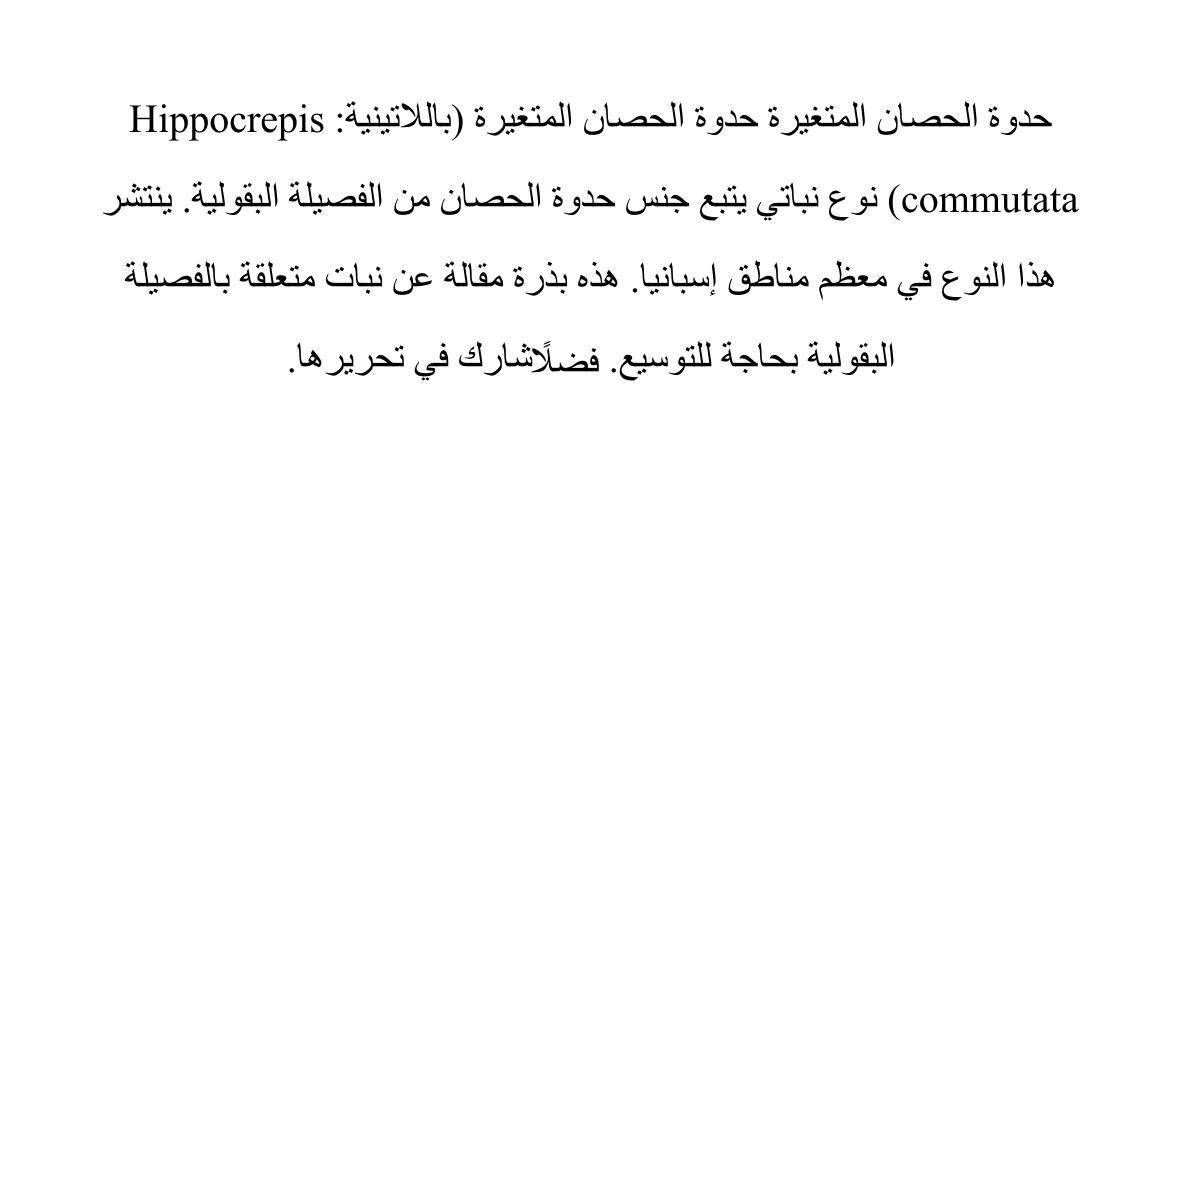 حدوة الحصان المتغيرة حدوة الحصان المتغيرة (باللاتينية: Hippocrepis
commutata) نوع نباتي يتبع جنس حدوة الحصان من الفصيلة البقولية. ينتشر
هذا النوع في معظم مناطق إسبانيا. هذه بذرة مقالة عن نبات متعلقة بالفصيلة
البقولية بحاجة للتوسيع. فضلًاشارك في تحريرها.